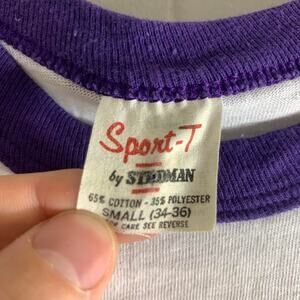 Sport-T
by STEDMAN
65% COTTON - 35% POLYESTER
SMALL (34-36)
FOR CARE SEE REVERSE